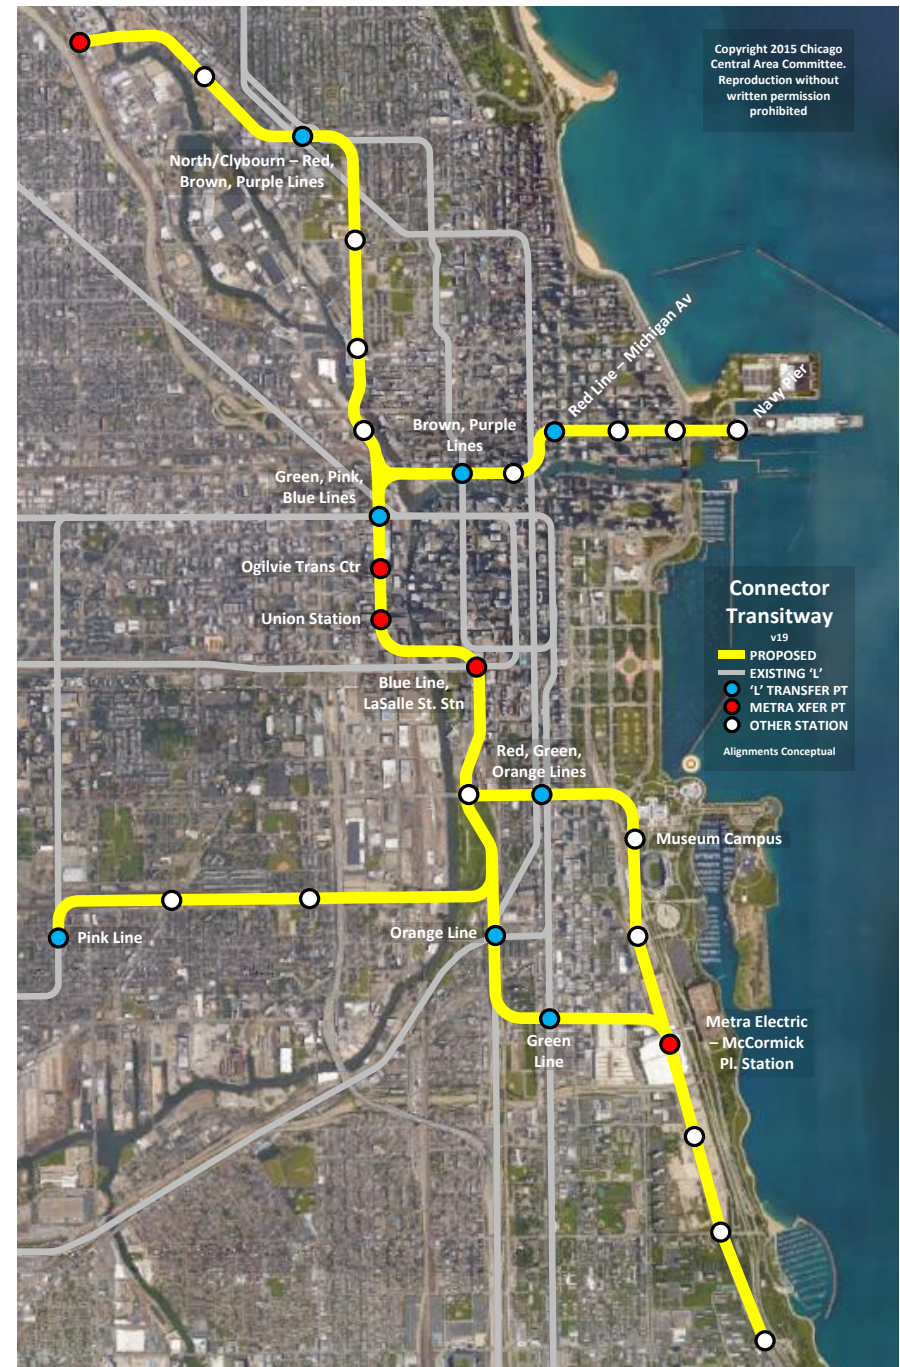 Copyright 2015 Chicago
Central Area Committee.
Reproduction without
written permission
prohibited
North/Clybourn – Red,
Brown, Purple Lines
Red Line – Michigan Av
Navy Pier
Brown, Purple
Lines
Green, Pink,
Blue Lines
Ogilvie Trans Ctr
Union Station
Blue Line,
LaSalle St. Stn
Connector
Transitway
v19
PROPOSED
EXISTING ‘L’
‘L’ TRANSFER PT
METRA XFER PT
OTHER STATION
Alignments Conceptual
Red, Green,
Orange Lines
Museum Campus
Pink Line
Orange Line
Green
Line
Metra Electric
– McCormick
Pl. Station